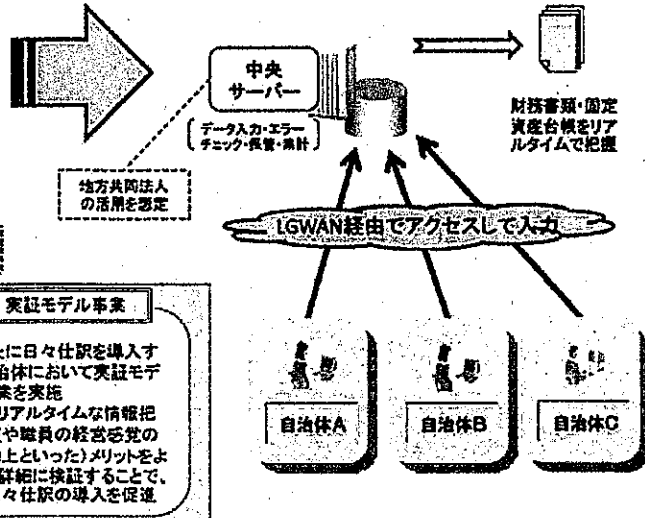 中央
サーバー
データ入力・エラー
チェック・保管・集計
財務書類・固定
資産台帳をリア
ルタイムで把握
地方共同法人
の活用を想定
LGWAN経由でアクセスして入力
実証モデル事業
たに日々仕訳を導入す
治体において実証モデ
業を実施
リアルタイムな情報把
や職員の経営感覚の
上といった)メリットをよ
詳細に検証することで、
々仕訳の導入を促進
自治体A
自治体B
自治体C